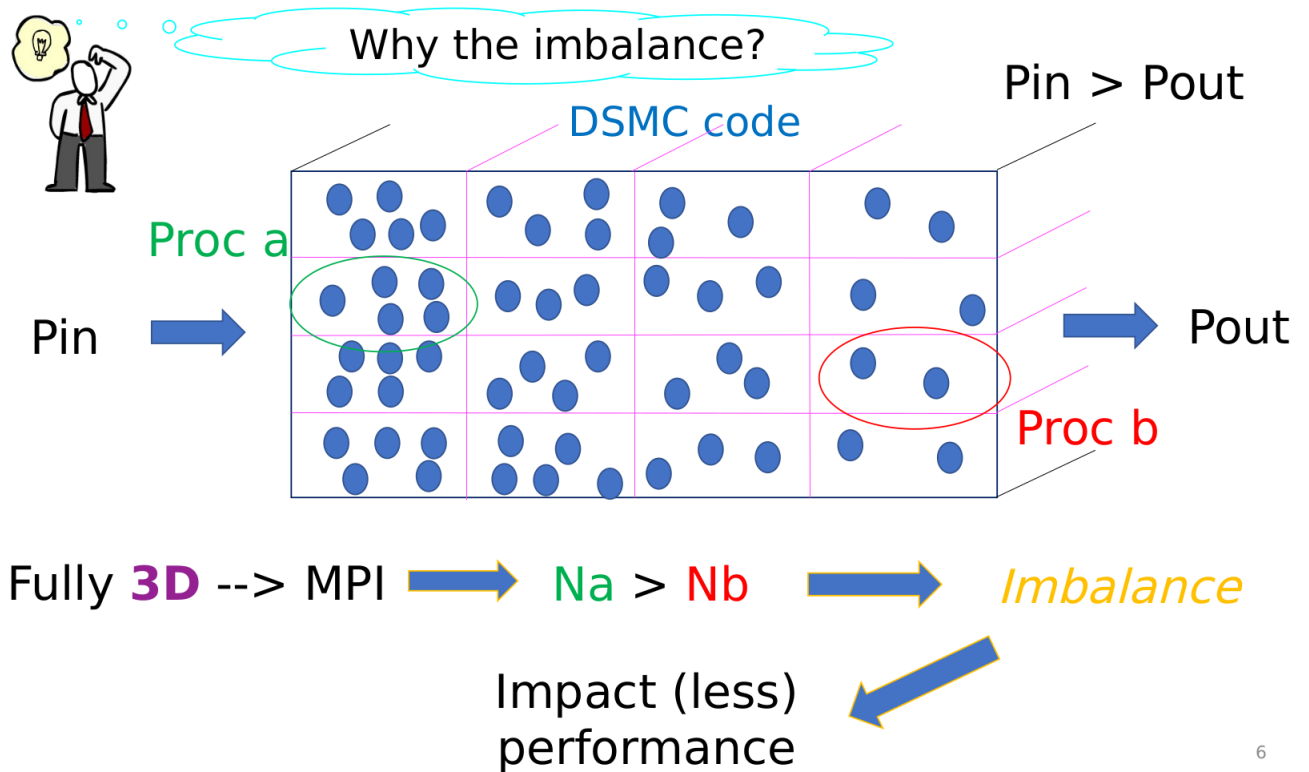 Why the imbalance?
Pin > Pout
DSMC code
Proc a
Pin
Pout
Proc b
Fully 3D --> MPI
Na > Nb
Imbalance
Impact (less)
performance
6